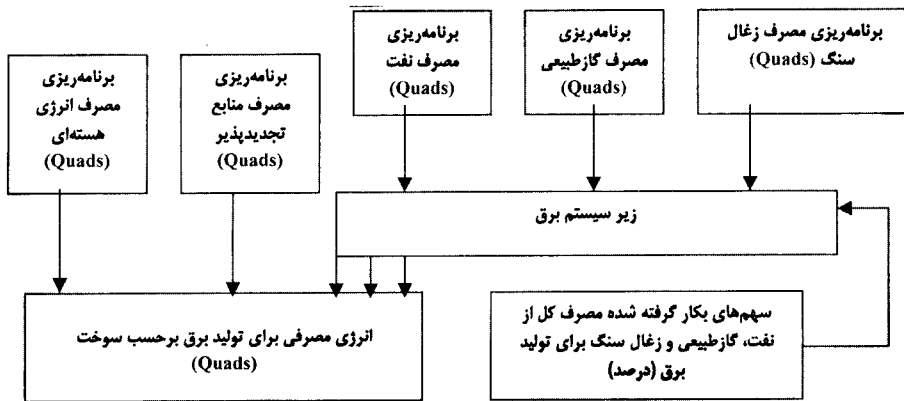 برنامه‌ریزی مصرف زغال
سنگ (Quads)
برنامه‌ریزی
مصرف گازطبیعی
(Quads)
برنامه‌ریزی
مصرف نفت
(Quads)
برنامه‌ریزی
مصرف منابع
تجدیدپذیر
(Quads)
برنامه‌ریزی
مصرف انرژی
هسته‌ای
(Quads)
زیر سیستم برق
سهم‌های بکار گرفته شده مصرف کل از
نفت، گازطبیعی و زغال سنگ برای تولید
برق (درصد)
انرژی مصرفی برای تولید برق برحسب سوخت
(Quads)